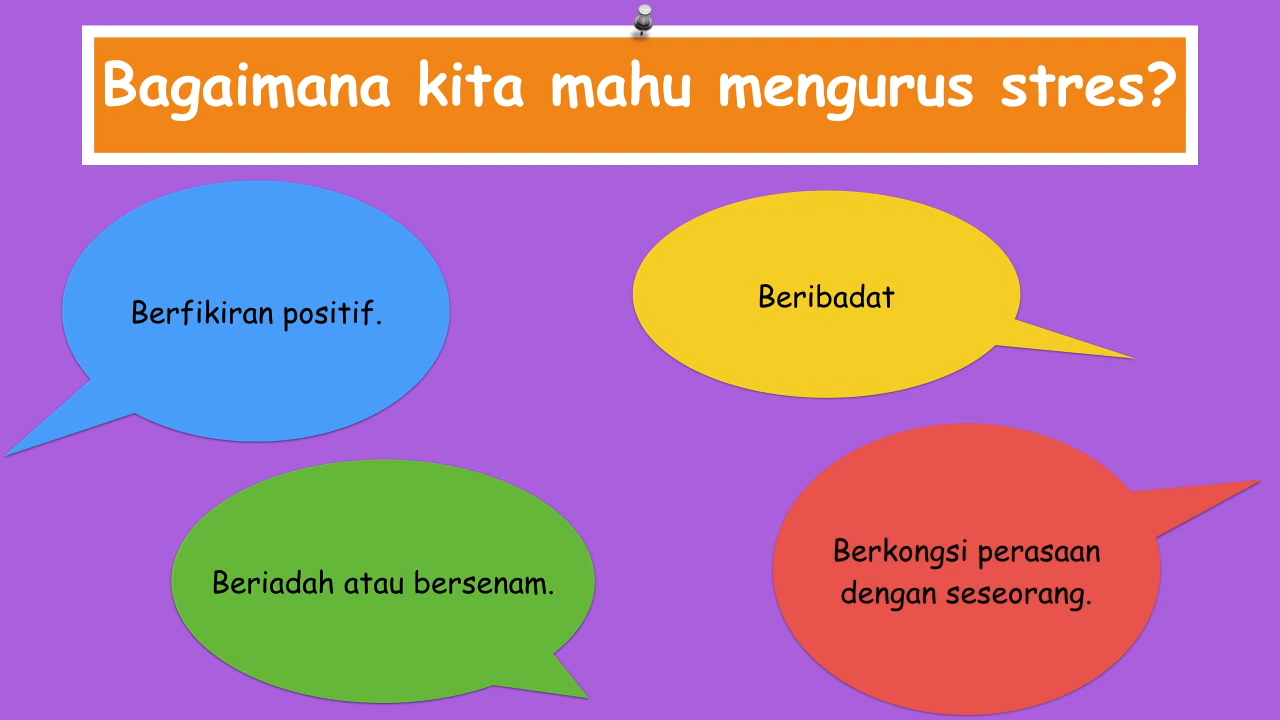 Bagaimana kita mahu mengurus stres?
Berfikiran positif.
Beribadat
Beriadah atau bersenam.
Berkongsi perasaan
dengan seseorang.